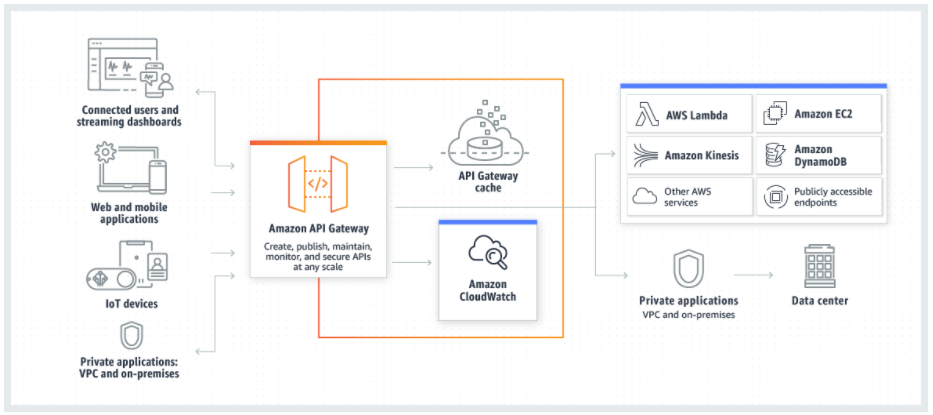 Connected users and
streaming dashboards
Web and mobile
applications
IoT devices
Private applications:
VPC and on-premises
</>
Amazon API Gateway
Create, publish, maintain,
monitor, and secure APIs
at any scale
API Gateway
cache
Amazon
CloudWatch
AWS Lambda
Amazon EC2
Amazon Kinesis
Amazon
DynamoDB
Other AWS
services
Publicly accessible
endpoints
Private applications
VPC and on-premises
Data center